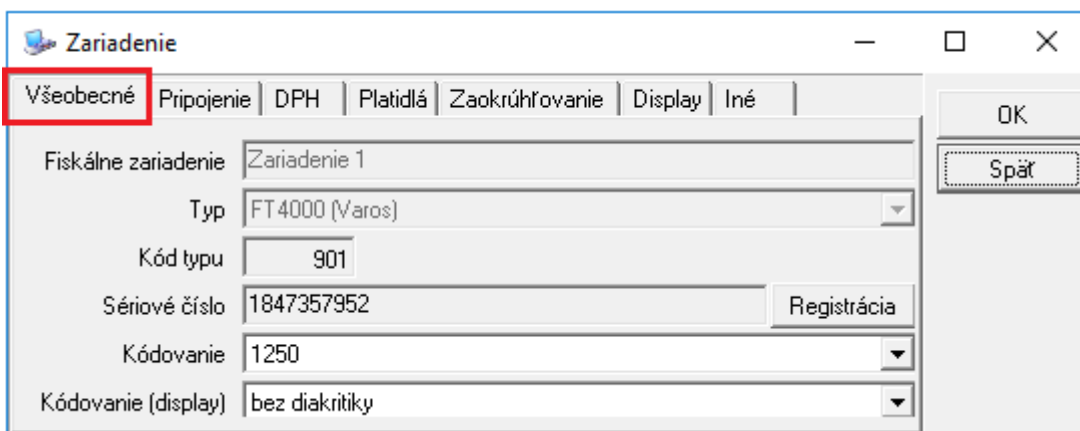 Zariadenie
Všeobecné Pripojenie DPH Platidlá Zaokrúhľovanie Display Iné
OK
Späť
Fiskálne zariadenie Zariadenie 1
Typ FT4000 (Varos)
Kód typu 901
Sériové číslo 1847357952 Registrácia
Kódovanie 1250
Kódovanie (display) bez diakritiky